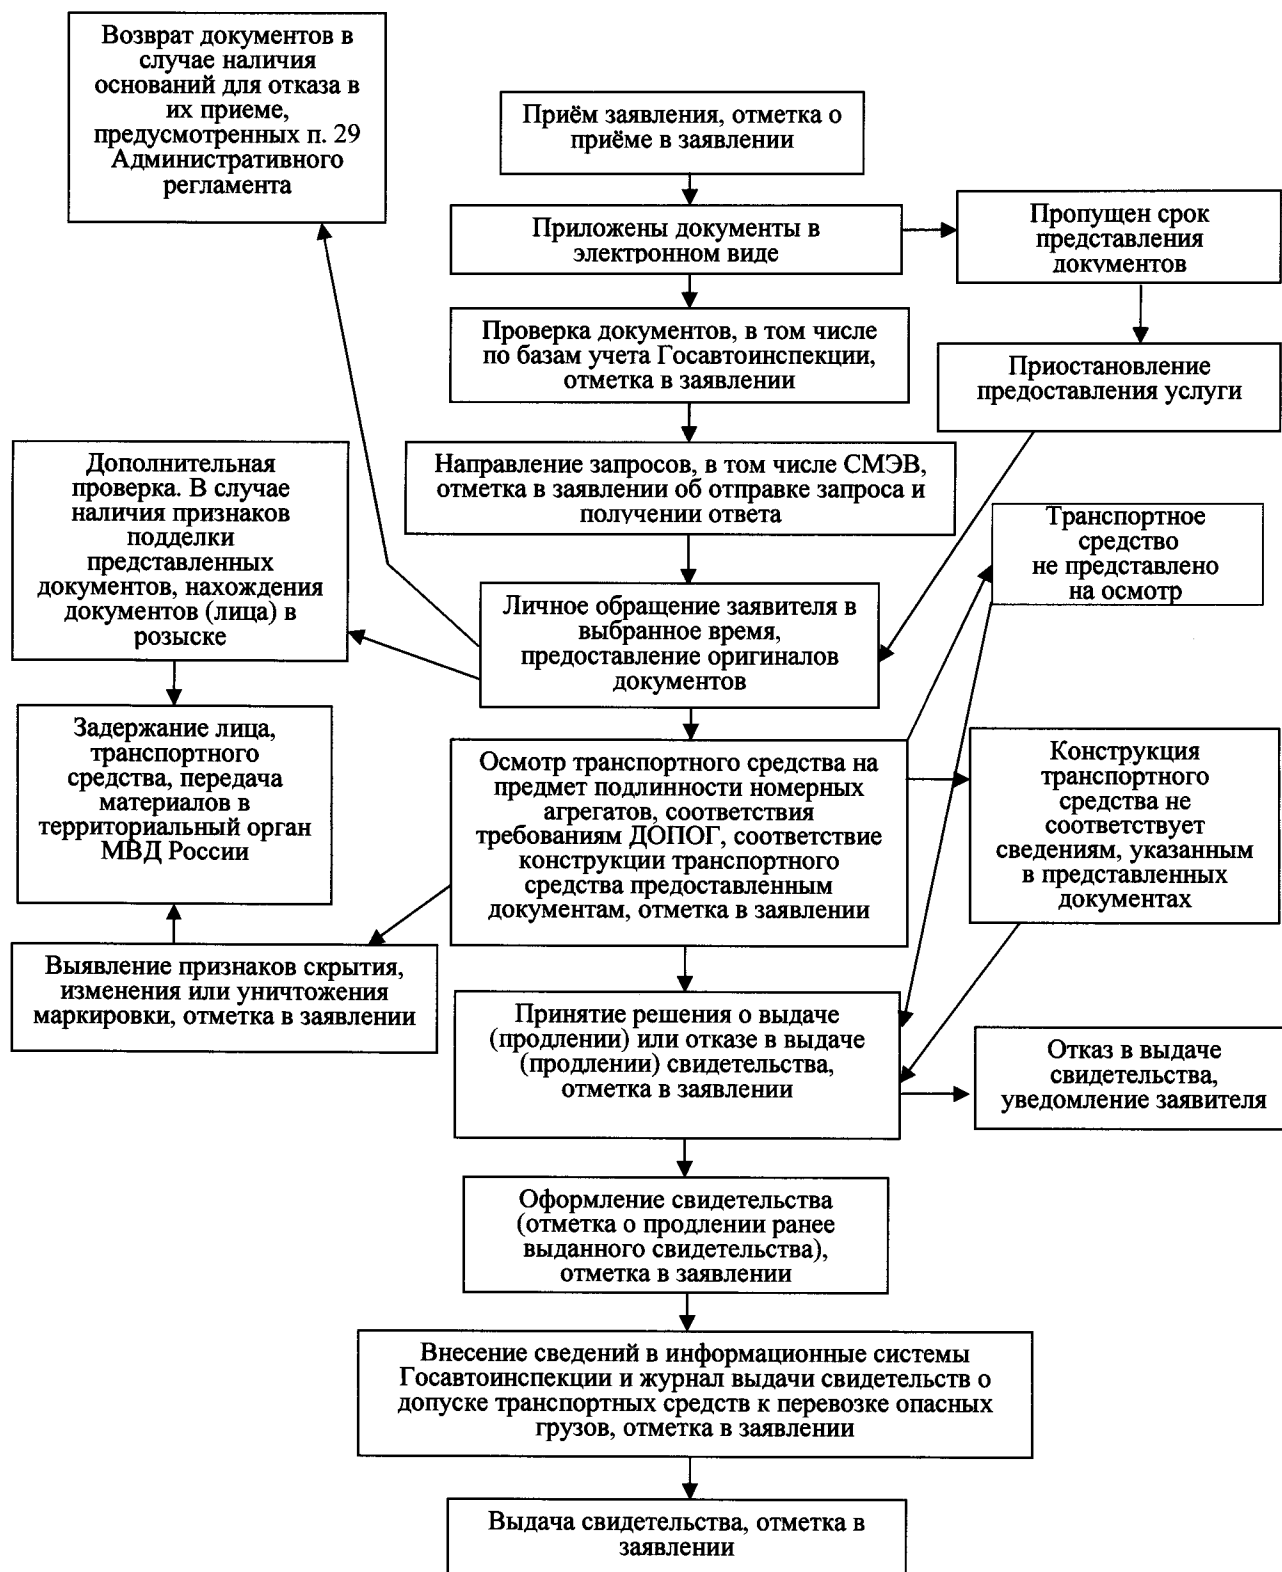 Возврат документов в
случае наличия
оснований для отказа в
их приеме,
предусмотренных п. 29
Административного
регламента
Приём заявления, отметка о
приёме в заявлении
Приложены документы в
электронном виде
Пропущен срок
представления
документов
Проверка документов, в том числе
по базам учета Госавтоинспекции,
отметка в заявлении
Приостановление
предоставления услуги
Направление запросов, в том числе СМЭВ,
отметка в заявлении об отправке запроса и
получении ответа
Дополнительная
проверка. В случае
наличия признаков
подделки
представленных
документов, нахождения
документов (лица) в
розыске
Транспортное
средство
не представлено
на осмотр
Личное обращение заявителя в
выбранное время,
предоставление оригиналов
документов
Задержание лица,
транспортного
средства, передача
материалов в
территориальный орган
МВД России
Осмотр транспортного средства на
предмет подлинности номерных
агрегатов, соответствия
требованиям ДОПОГ, соответствие
конструкции транспортного
средства предоставленным
документам, отметка в заявлении
Конструкция
транспортного
средства не
соответствует
сведениям, указанным
в представленных
документах
Выявление признаков скрытия,
изменения или уничтожения
маркировки, отметка в заявлении
Принятие решения о выдаче
(продлении) или отказе в выдаче
(продлении) свидетельства,
отметка в заявлении
Отказ в выдаче
свидетельства,
уведомление заявителя
Оформление свидетельства
(отметка о продлении ранее
выданного свидетельства),
отметка в заявлении
Внесение сведений в информационные системы
Госавтоинспекции и журнал выдачи свидетельств о
допуске транспортных средств к перевозке опасных
грузов, отметка в заявлении
Выдача свидетельства, отметка в
заявлении